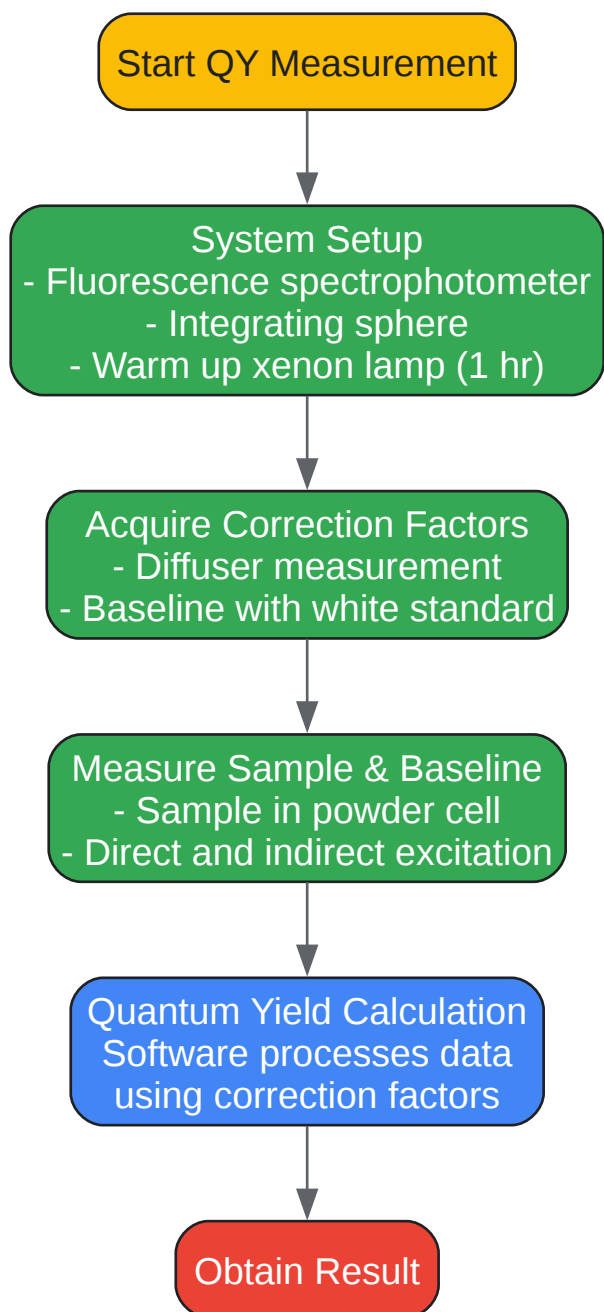 Start QY Measurement
System Setup
- Fluorescence spectrophotometer
- Integrating sphere
- Warm up xenon lamp (1 hr)
Acquire Correction Factors
- Diffuser measurement
- Baseline with white standard
Measure Sample & Baseline
- Sample in powder cell
- Direct and indirect excitation
Quantum Yield Calculation
Software processes data
using correction factors
Obtain Result